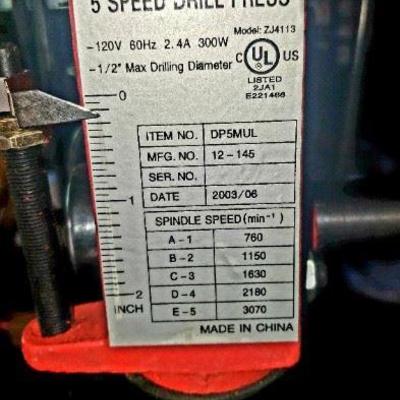 5 SPEED DRILL PRESS
Model: ZJ4113
-120V 60Hz 2.4A 300W
-1/2" Max Drilling Diameter
C UL US
LISTED
2JA1
E221466
0
ITEM NO. DP5MUL
MFG. NO. 12-145
SER. NO.
DATE 2003/06
1
SPINDLE SPEED(min⁻¹)
A-1 760
B-2 1150
C-3 1630
D-4 2180
E-5 3070
2
INCH
MADE IN CHINA